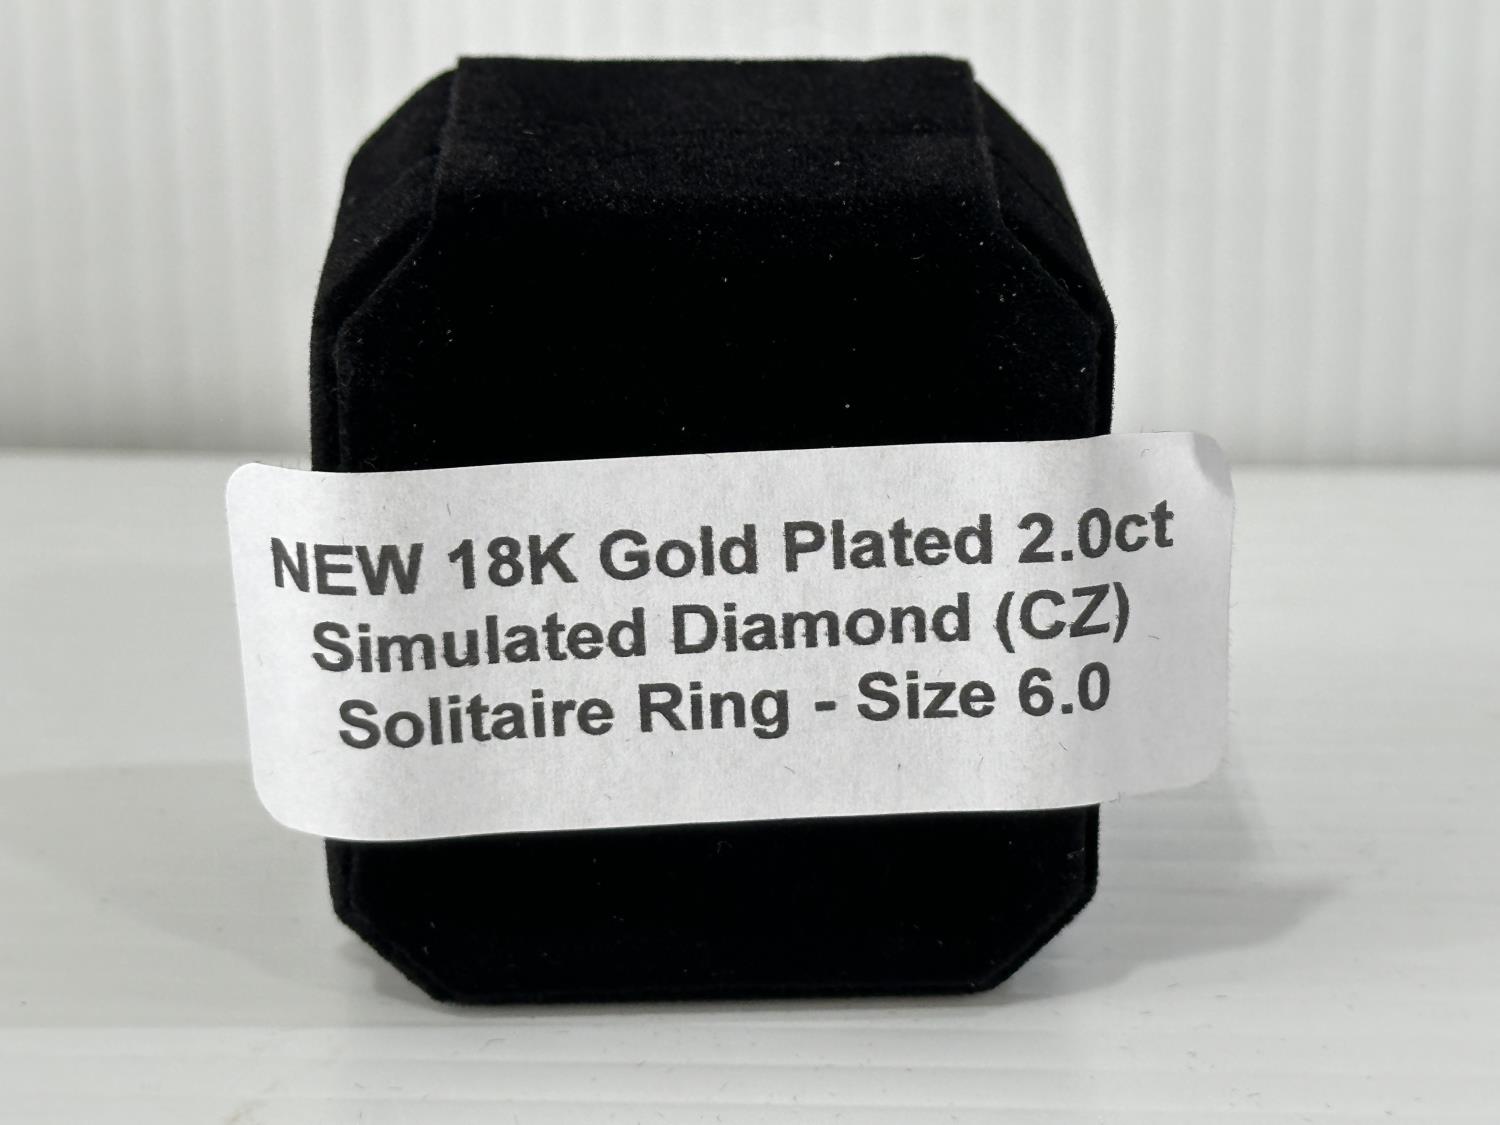 NEW 18K Gold Plated 2.0ct
Simulated Diamond (CZ)
Solitaire Ring - Size 6.0